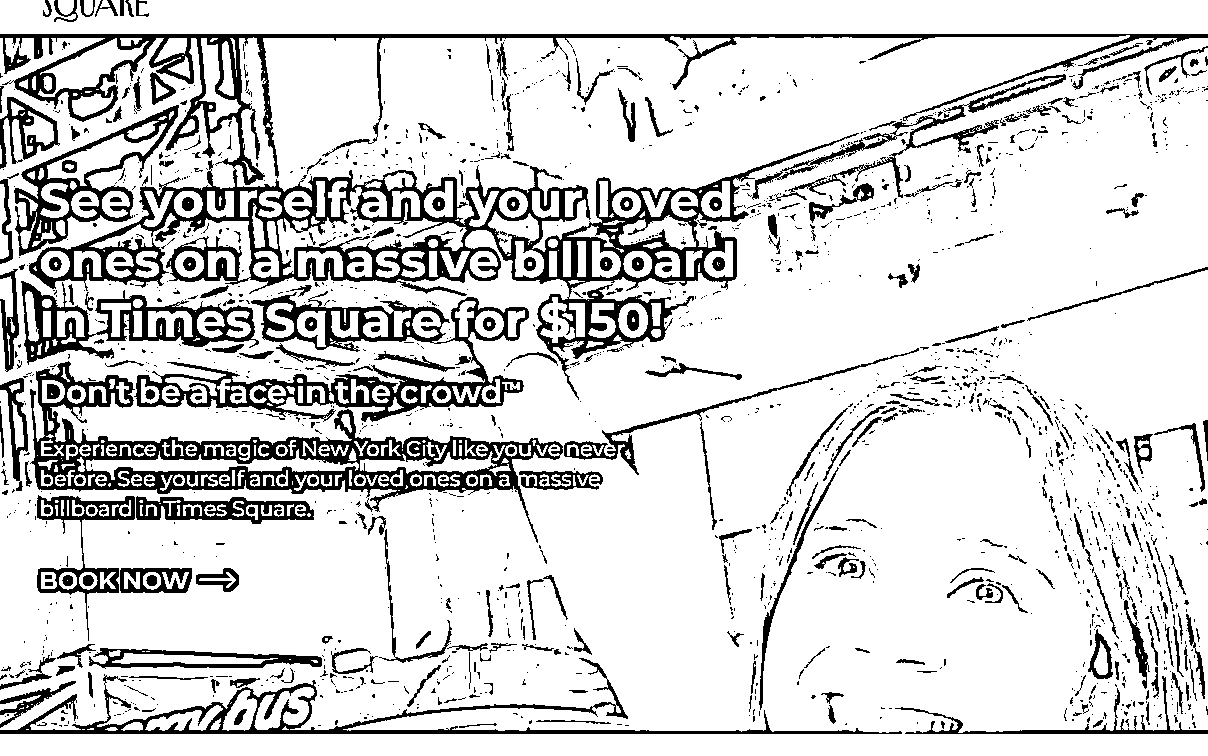 SQUARE
See yourself and your loved
ones on a massive billboard
in Times Square for $150!
Don't be a face in the crowd™
Experience the magic of New York City like you've never
before. See yourself and your loved ones on a massive
billboard in Times Square.
BOOK NOW →
bus